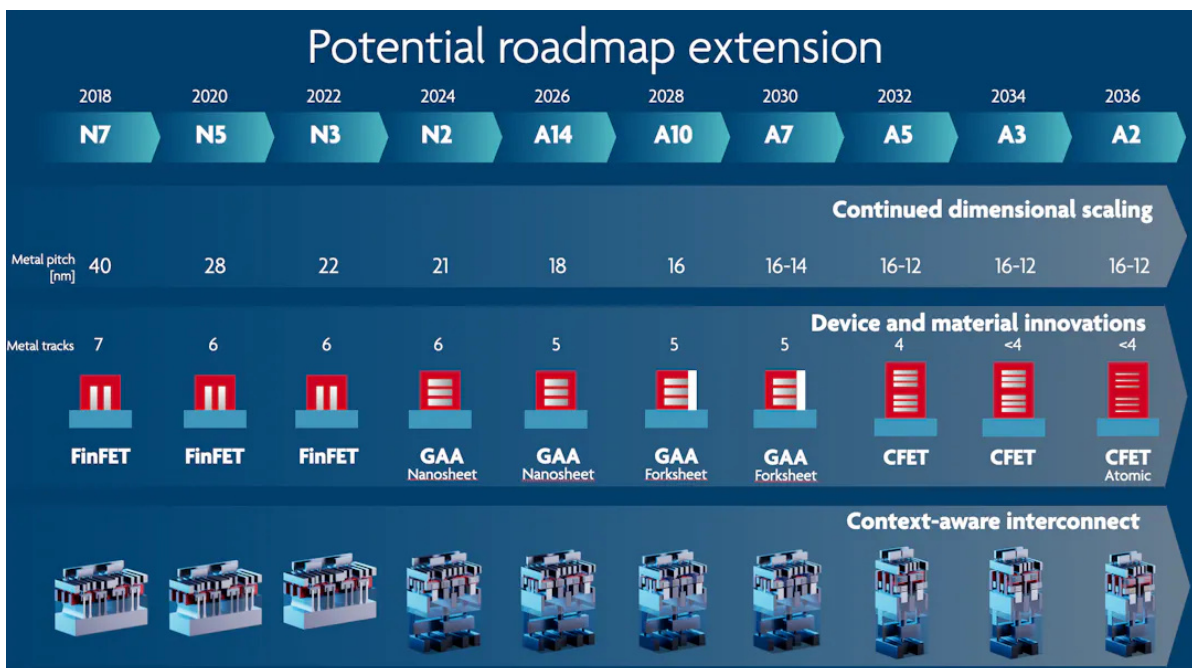 Potential roadmap extension
2018 2020 2022 2024 2026 2028 2030 2032 2034 2036
N7 N5 N3 N2 A14 A10 A7 A5 A3 A2
Continued dimensional scaling
Metal pitch
[nm]
40 28 22 21 18 16 16-14 16-12 16-12 16-12
Device and material innovations
Metal tracks 7 6 6 6 5 5 5 4 <4 <4
FinFET FinFET FinFET GAA GAA GAA GAA CFET CFET CFET
Nanosheet Nanosheet Forksheet Forksheet Atomic
Context-aware interconnect